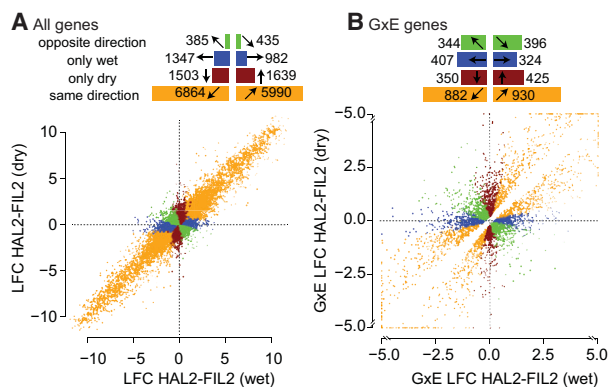 A All genes
opposite direction 385 435
only wet 1347 982
only dry 1503 1639
same direction 6864 5990
LFC HAL2-FIL2 (dry)
10
5
0
−5
−10
−10 −5 0 5 10
LFC HAL2-FIL2 (wet)
B GxE genes
344 396
407 324
350 425
882 930
GxE LFC HAL2-FIL2 (dry)
−5.0
2.5
0.0
−2.5
−5.0
−5.0 −2.5 0.0 2.5 5.0
GxE LFC HAL2-FIL2 (wet)